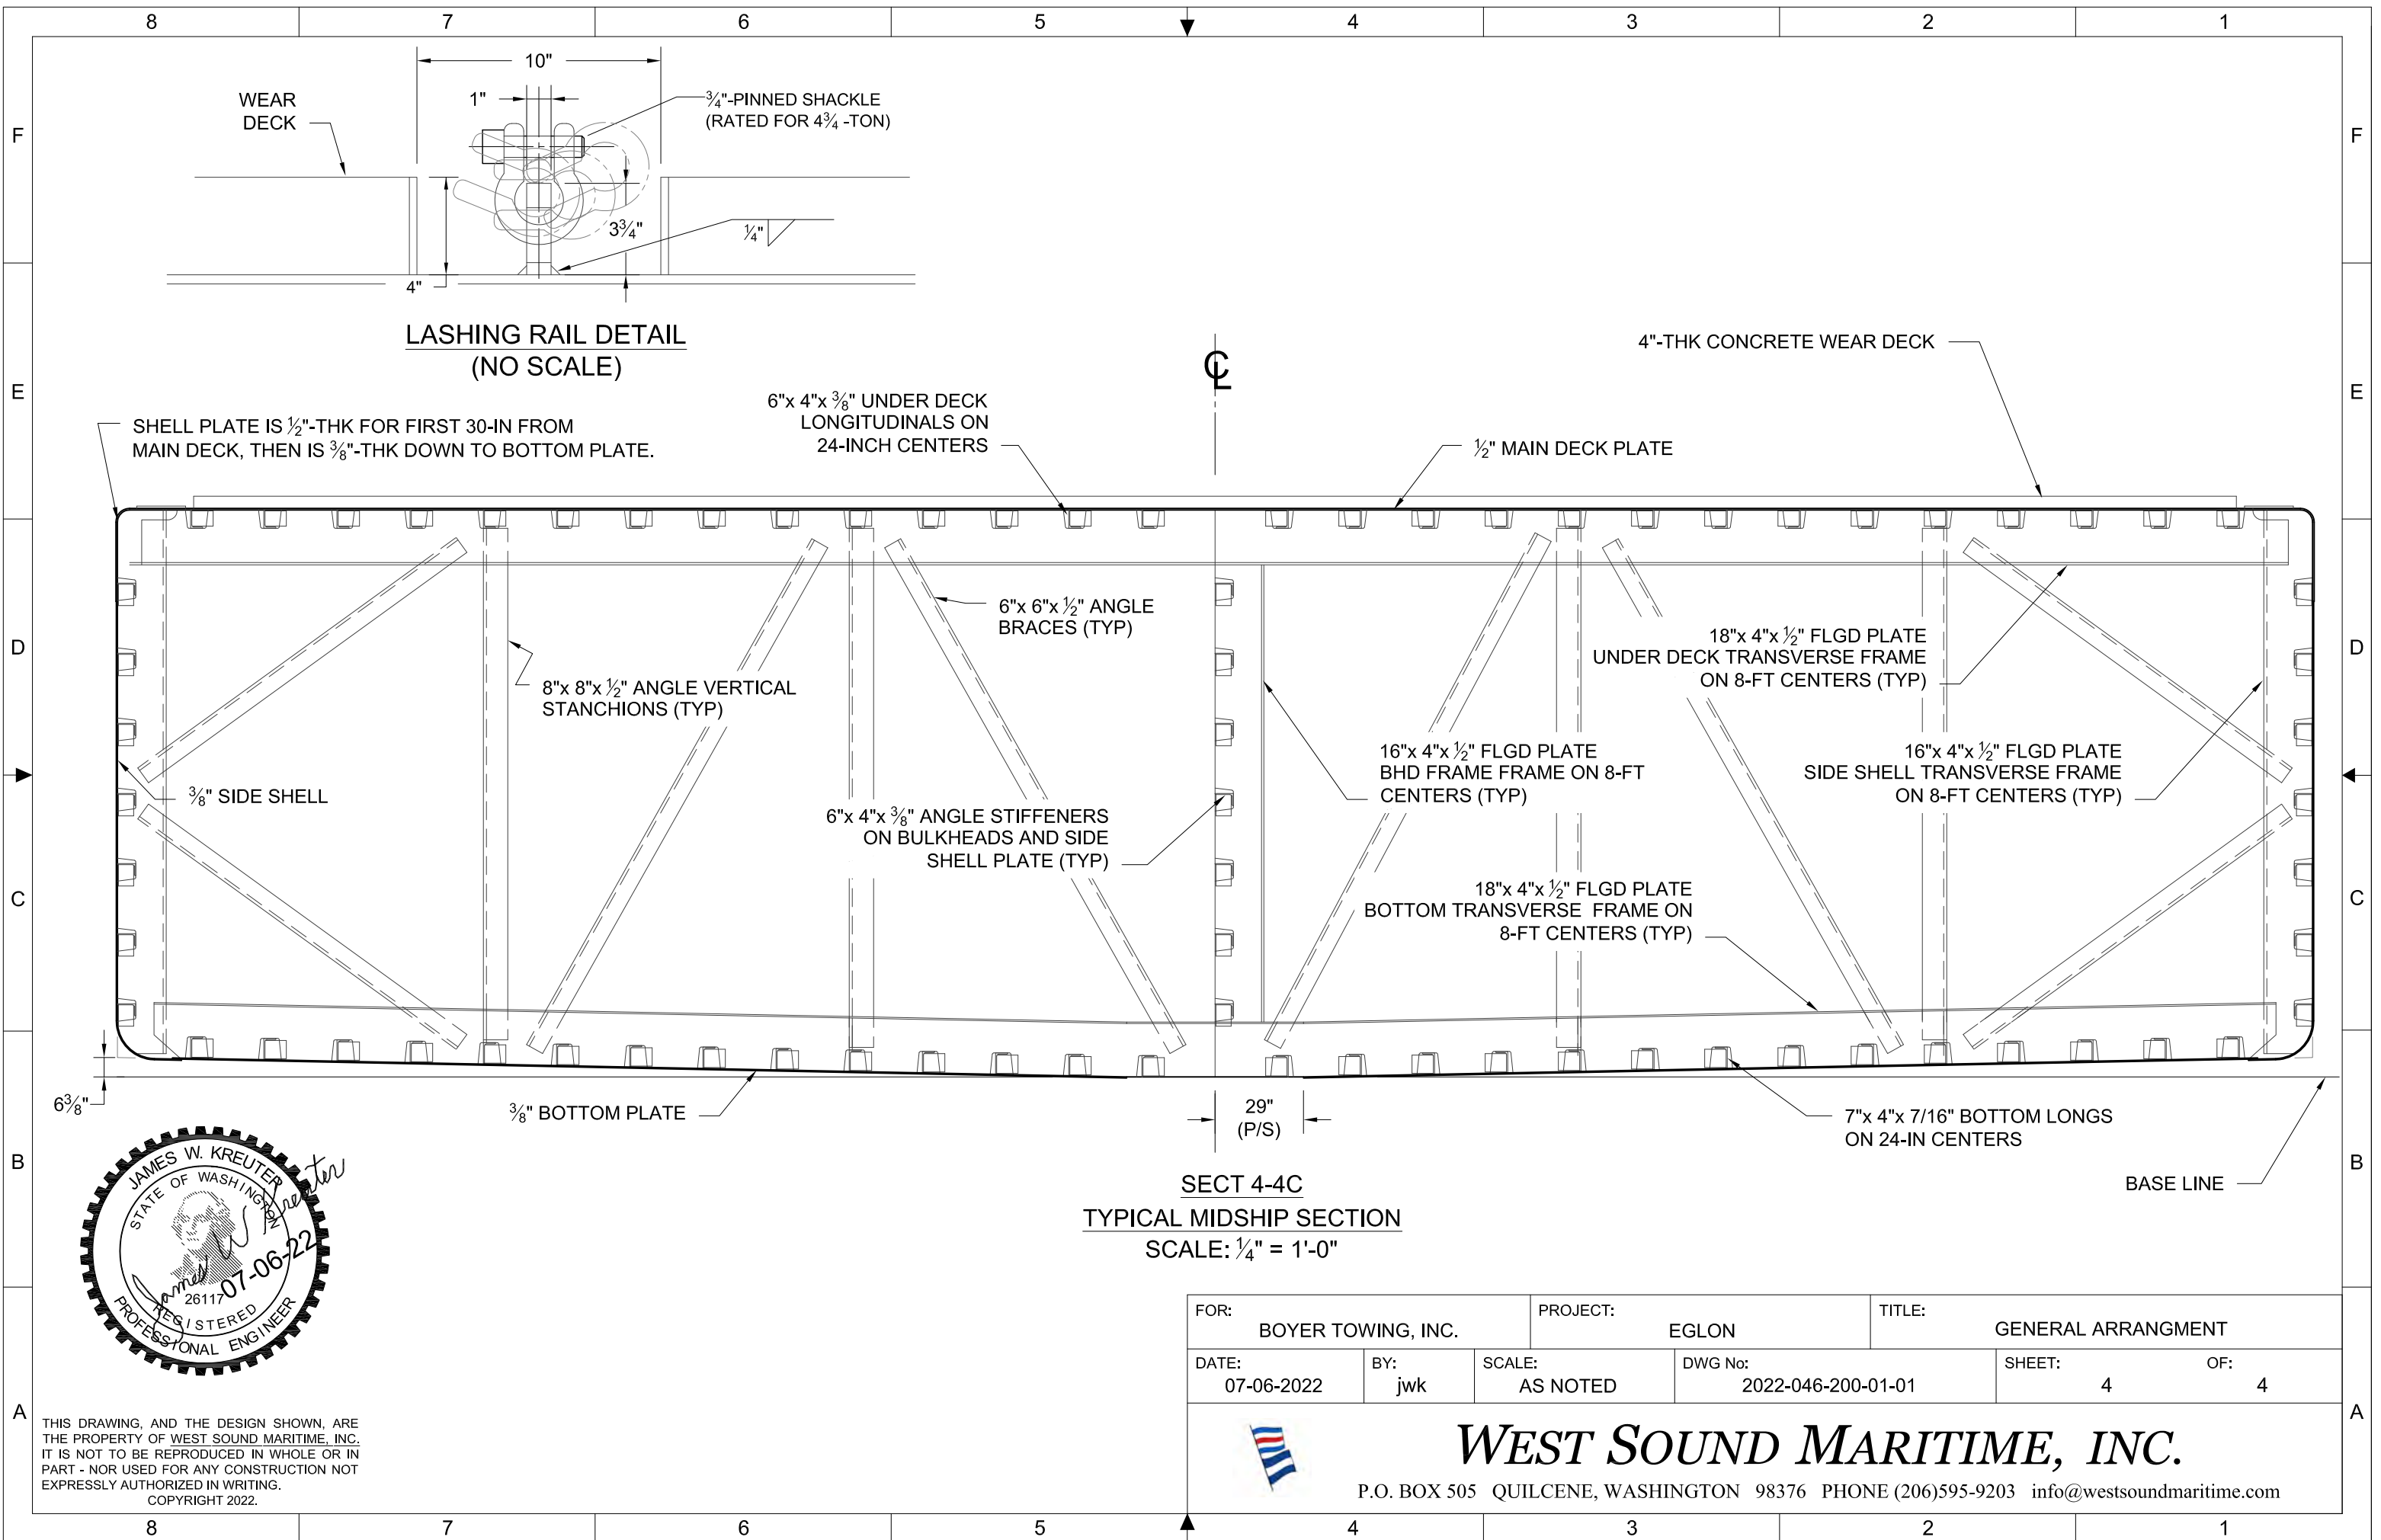 8 7 6 5 4 3 2 1
F
F
E
E
D
D
C
C
B
B
A
A
10"
1"
WEAR
DECK
¾"-PINNED SHACKLE
(RATED FOR 4¾ -TON)
3¾"
¼"
4"
LASHING RAIL DETAIL
(NO SCALE)
SHELL PLATE IS ½"-THK FOR FIRST 30-IN FROM
MAIN DECK, THEN IS ⅜"-THK DOWN TO BOTTOM PLATE.
6"x 4"x ⅜" UNDER DECK
LONGITUDINALS ON
24-INCH CENTERS
℄
4"-THK CONCRETE WEAR DECK
½" MAIN DECK PLATE
6"x 6"x ½" ANGLE
BRACES (TYP)
8"x 8"x ½" ANGLE VERTICAL
STANCHIONS (TYP)
18"x 4"x ½" FLGD PLATE
UNDER DECK TRANSVERSE FRAME
ON 8-FT CENTERS (TYP)
16"x 4"x ½" FLGD PLATE
BHD FRAME FRAME ON 8-FT
CENTERS (TYP)
16"x 4"x ½" FLGD PLATE
SIDE SHELL TRANSVERSE FRAME
ON 8-FT CENTERS (TYP)
⅜" SIDE SHELL
6"x 4"x ⅜" ANGLE STIFFENERS
ON BULKHEADS AND SIDE
SHELL PLATE (TYP)
18"x 4"x ½" FLGD PLATE
BOTTOM TRANSVERSE FRAME ON
8-FT CENTERS (TYP)
6⅜"
⅜" BOTTOM PLATE
29"
(P/S)
7"x 4"x 7/16" BOTTOM LONGS
ON 24-IN CENTERS
BASE LINE
SECT 4-4C
TYPICAL MIDSHIP SECTION
SCALE: ¼" = 1'-0"
JAMES W. KREUTER
STATE OF WASHINGTON
James W Kreuter
07-06-22
26117
REGISTERED
PROFESSIONAL ENGINEER
THIS DRAWING, AND THE DESIGN SHOWN, ARE
THE PROPERTY OF WEST SOUND MARITIME, INC.
IT IS NOT TO BE REPRODUCED IN WHOLE OR IN
PART - NOR USED FOR ANY CONSTRUCTION NOT
EXPRESSLY AUTHORIZED IN WRITING.
COPYRIGHT 2022.
FOR: PROJECT: TITLE:
BOYER TOWING, INC. EGLON GENERAL ARRANGMENT
DATE: BY: SCALE: DWG No: SHEET: OF:
07-06-2022 jwk AS NOTED 2022-046-200-01-01 4 4
WEST SOUND MARITIME, INC.
P.O. BOX 505 QUILCENE, WASHINGTON 98376 PHONE (206)595-9203 info@westsoundmaritime.com
8 7 6 5 4 3 2 1